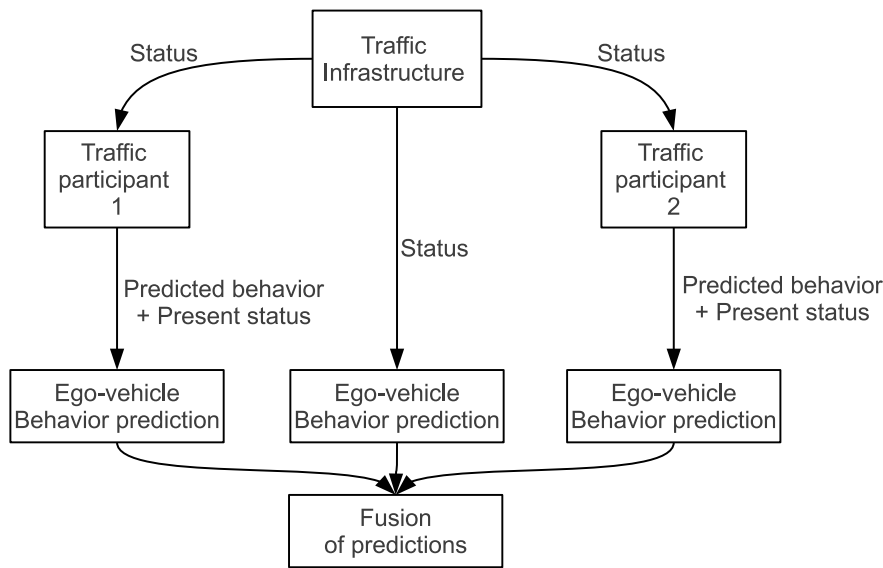 Traffic
Infrastructure
Status
Status
Traffic
participant
1
Traffic
participant
2
Status
Predicted behavior
+ Present status
Predicted behavior
+ Present status
Ego-vehicle
Behavior prediction
Ego-vehicle
Behavior prediction
Ego-vehicle
Behavior prediction
Fusion
of predictions